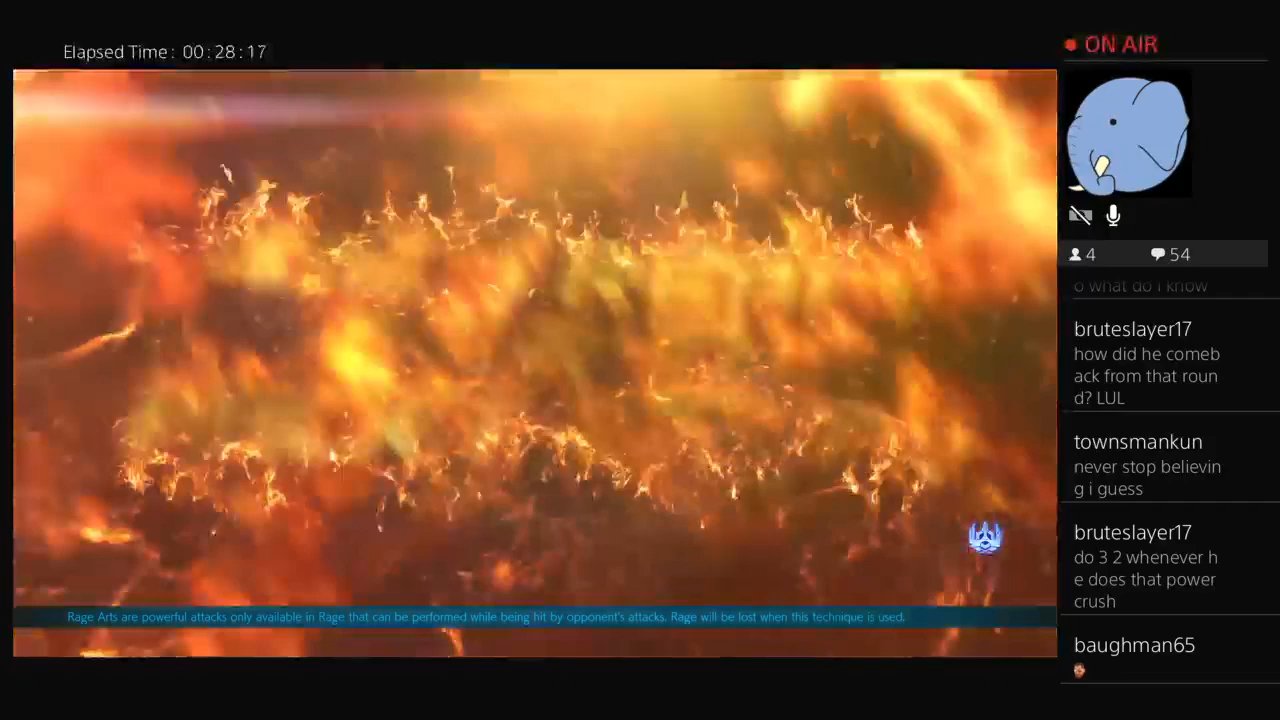 Elapsed Time: 00:28:17
ON AIR
4
54
o what do i know
bruteslayer17
how did he comeb
ack from that roun
d? LUL
townsmankun
never stop believin
g i guess
bruteslayer17
do 3 2 whenever h
e does that power
crush
baughman65
Rage Arts are powerful attacks only available in Rage that can be performed while being hit by opponent's attacks. Rage will be lost when this technique is used.